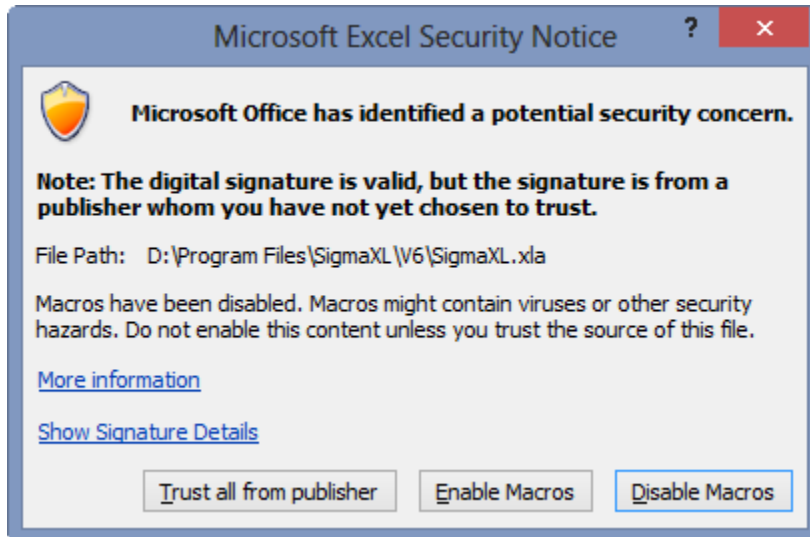 Microsoft Excel Security Notice
?
×
Microsoft Office has identified a potential security concern.
Note: The digital signature is valid, but the signature is from a
publisher whom you have not yet chosen to trust.
File Path: D:\Program Files\SigmaXL\V6\SigmaXL.xla
Macros have been disabled. Macros might contain viruses or other security
hazards. Do not enable this content unless you trust the source of this file.
More information
Show Signature Details
Trust all from publisher
Enable Macros
Disable Macros